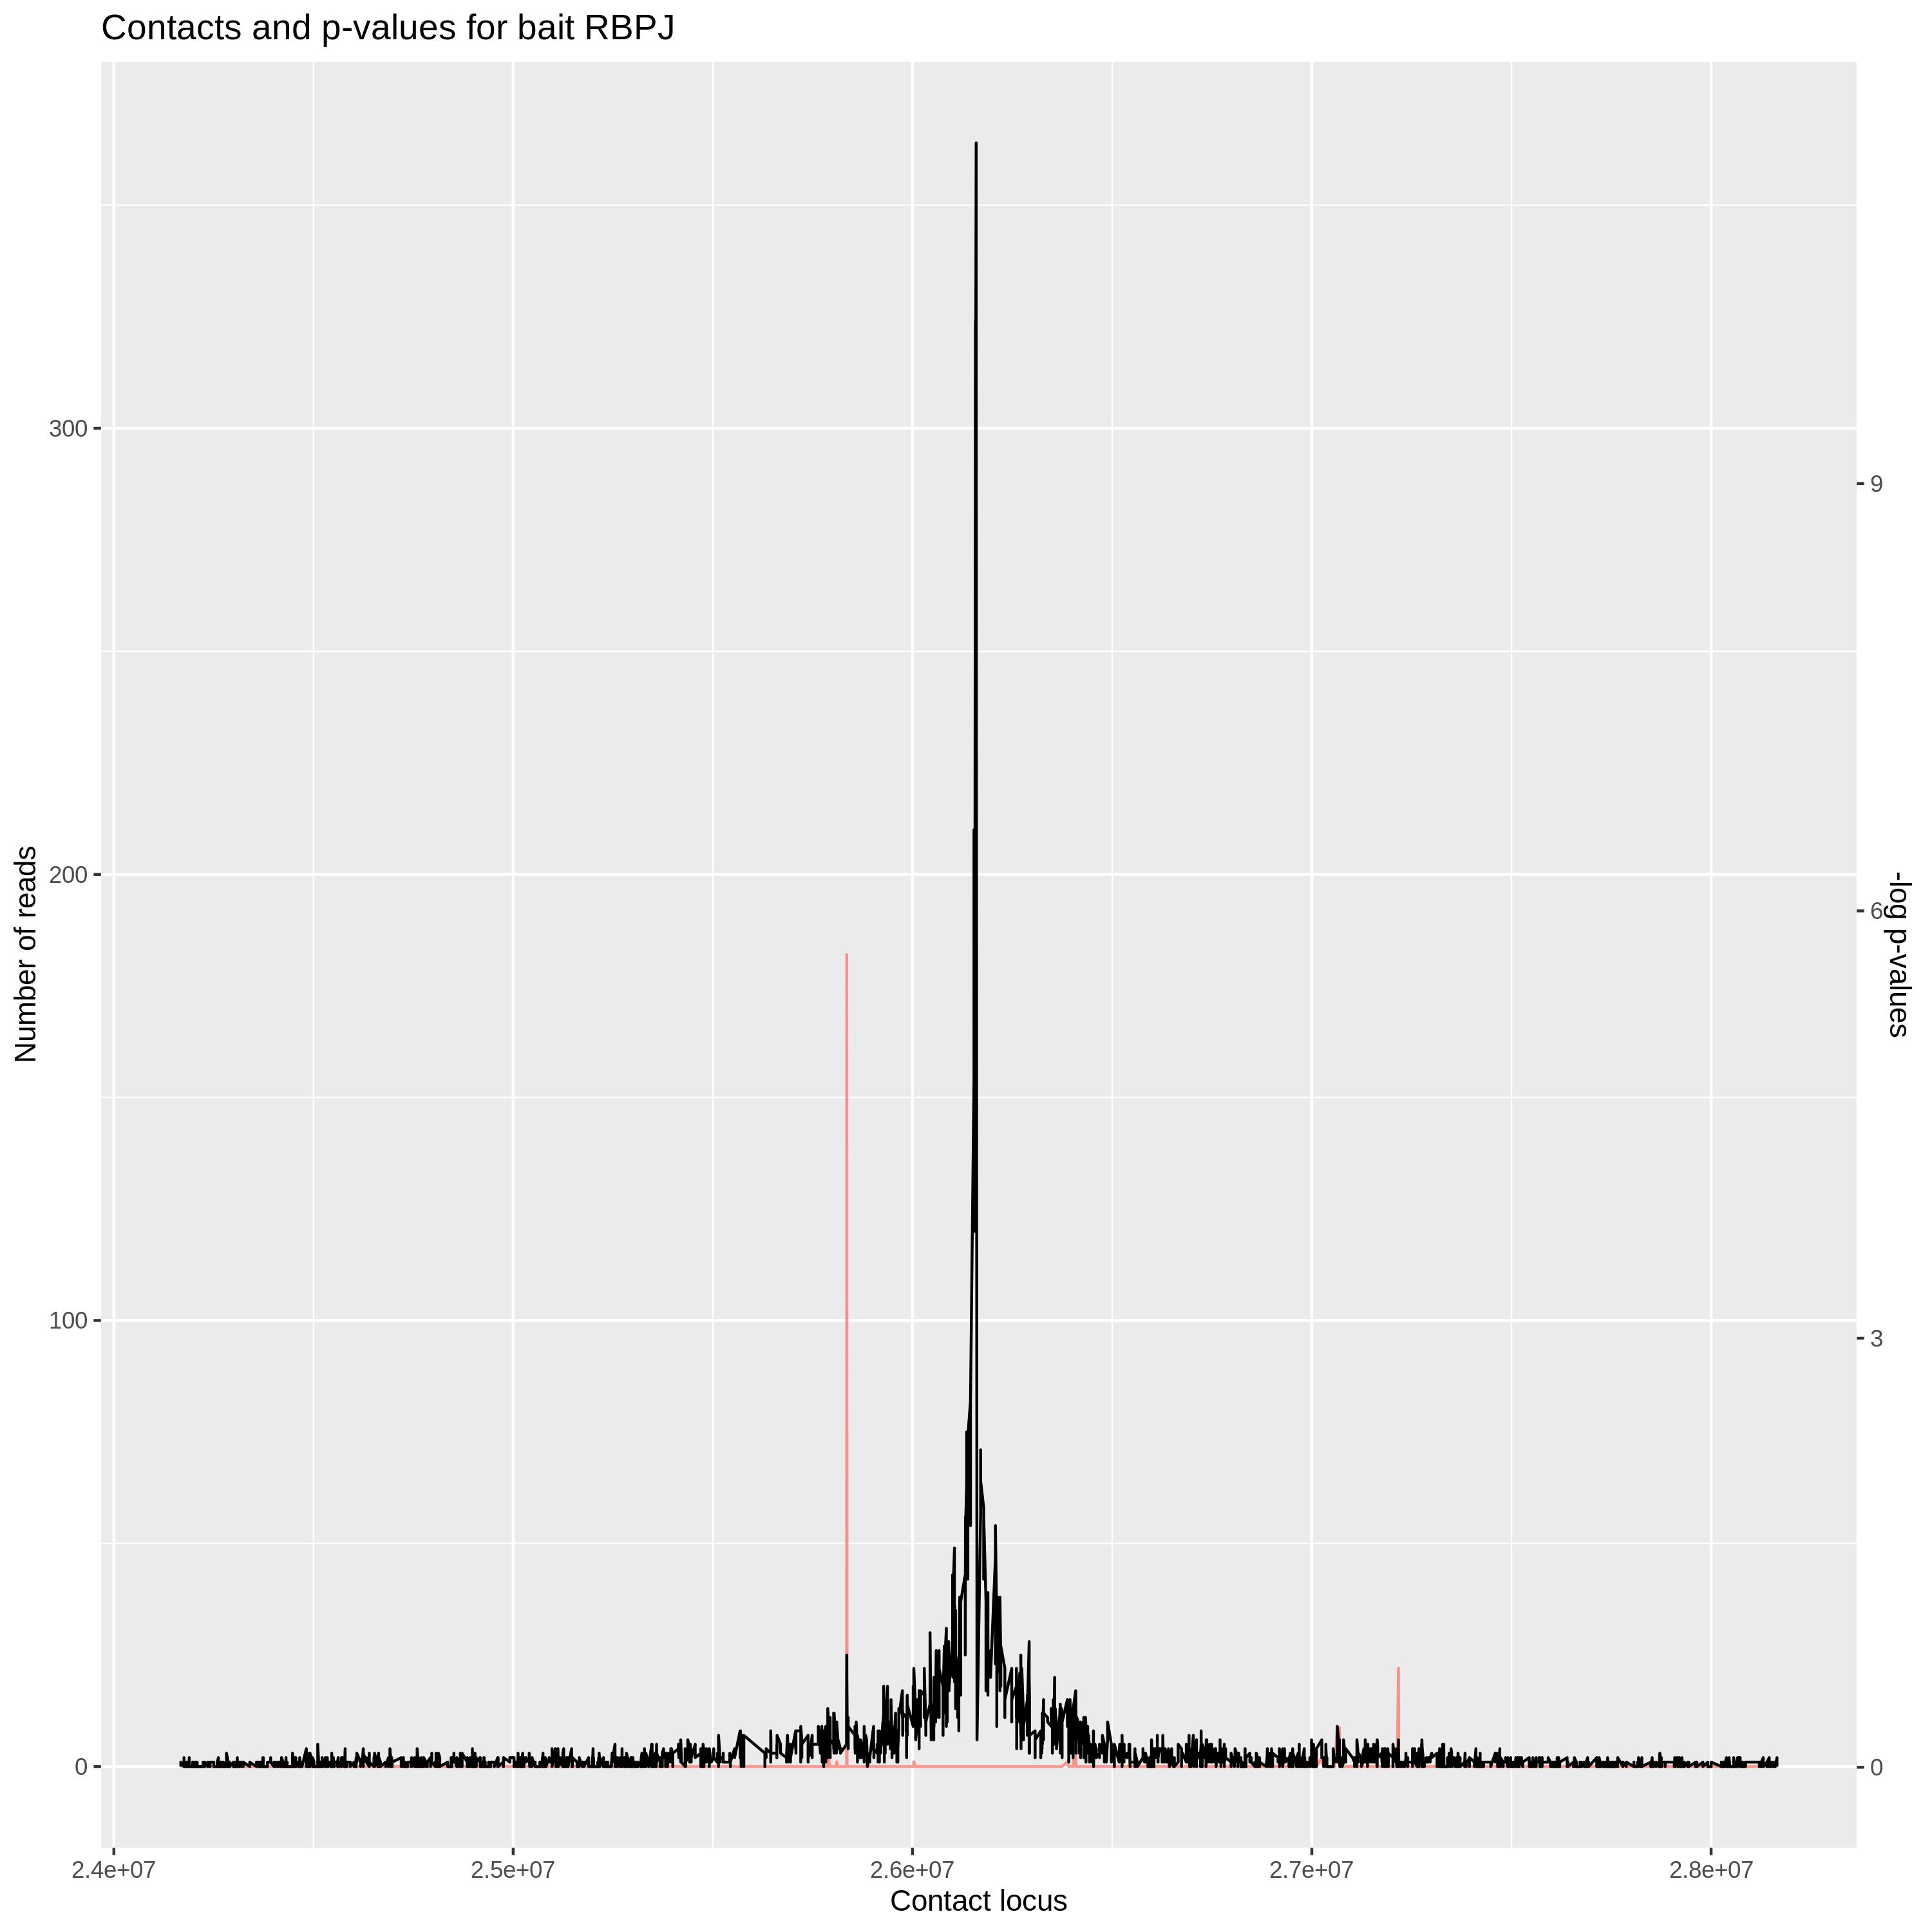 Contacts and p-values for bait RBPJ
Number of reads
300
200
100
0
9
6
3
0
-log p-values
2.4e+07
2.5e+07
2.6e+07
2.7e+07
2.8e+07
Contact locus